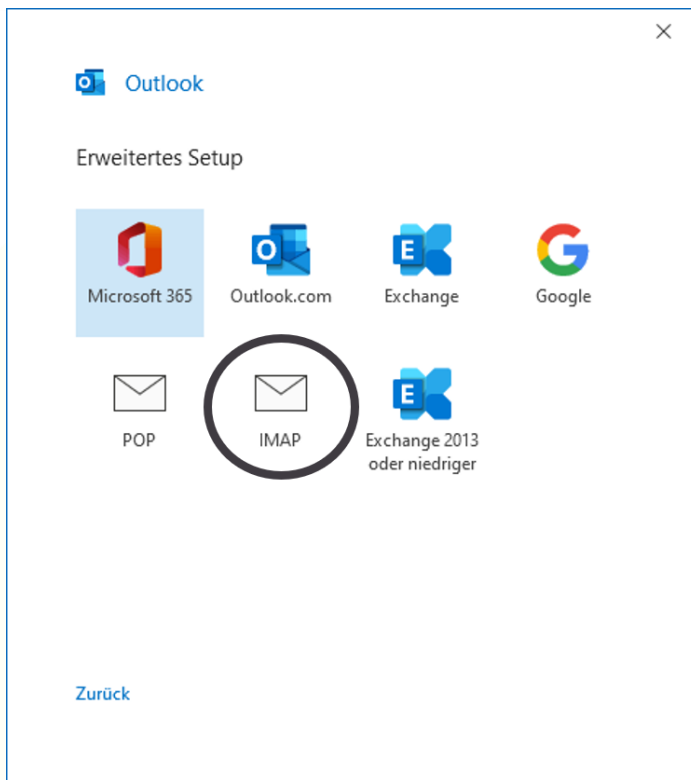 Outlook
Erweitertes Setup
Microsoft 365
Outlook.com
Exchange
Google
POP
IMAP
Exchange 2013
oder niedriger
Zurück